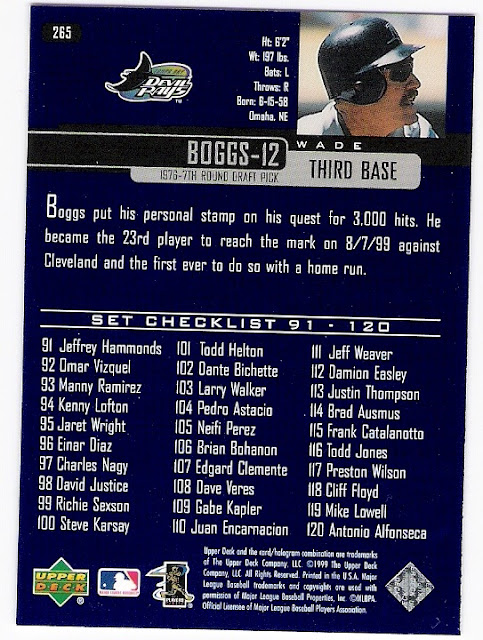 265
Ht: 6'2"
Wt: 197 lbs.
Bats: L
Throws: R
Born: 6-15-58
Omaha, NE
DEVIL
RAYS
TM
WADE
BOGGS-12
THIRD BASE
1976-7TH ROUND DRAFT PICK
Boggs put his personal stamp on his quest for 3,000 hits. He
became the 23rd player to reach the mark on 8/7/99 against
Cleveland and the first ever to do so with a home run.
SET CHECKLIST 91 - 120
91 Jeffrey Hammonds
92 Omar Vizquel
93 Manny Ramirez
94 Kenny Lofton
95 Jaret Wright
96 Einar Diaz
97 Charles Nagy
98 David Justice
99 Richie Sexson
100 Steve Karsay
101 Todd Helton
102 Dante Bichette
103 Larry Walker
104 Pedro Astacio
105 Neifi Perez
106 Brian Bohanon
107 Edgard Clemente
108 Dave Veres
109 Gabe Kapler
110 Juan Encarnacion
111 Jeff Weaver
112 Damion Easley
113 Justin Thompson
114 Brad Ausmus
115 Frank Catalanotto
116 Todd Jones
117 Preston Wilson
118 Cliff Floyd
119 Mike Lowell
120 Antonio Alfonseca
Upper Deck and the card/hologram combination are trademarks
of The Upper Deck Company, LLC. ©1999 The Upper Deck
Company, LLC. All Rights Reserved. Printed in the U.S.A. Major
League Baseball trademarks and copyrights are used with
permission of Major League Baseball Properties, Inc. ©MLBPA.
Official Licensee of Major League Baseball Players Association.
UPPER
DECK
PLAYERS